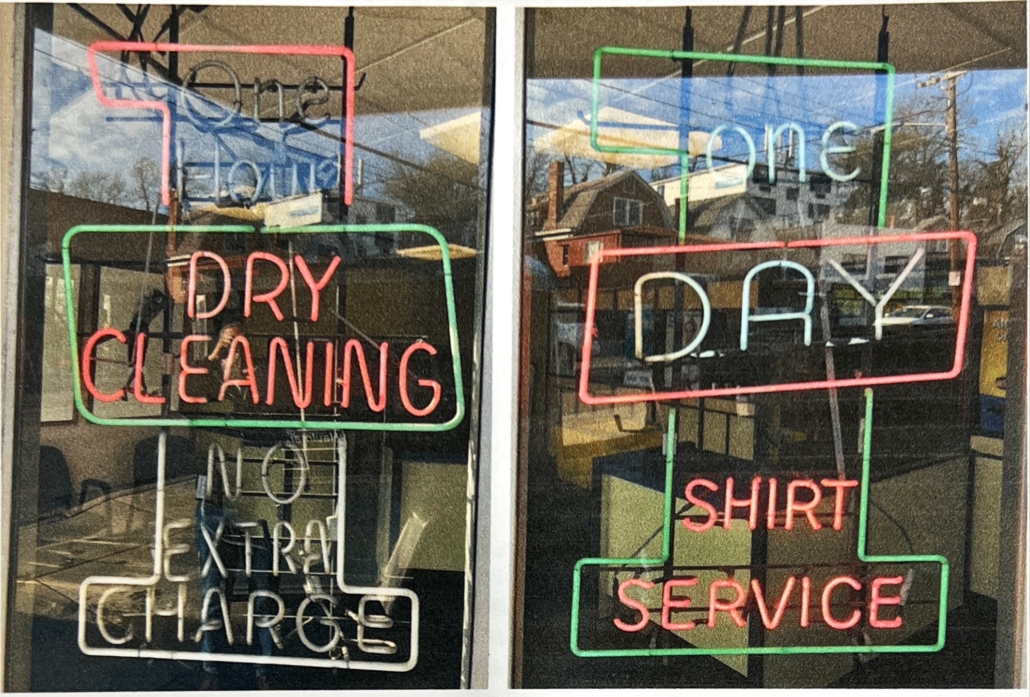 One
Hour
DRY
CLEANING
NO
EXTRA
CHARGE
one
DAY
SHIRT
SERVICE